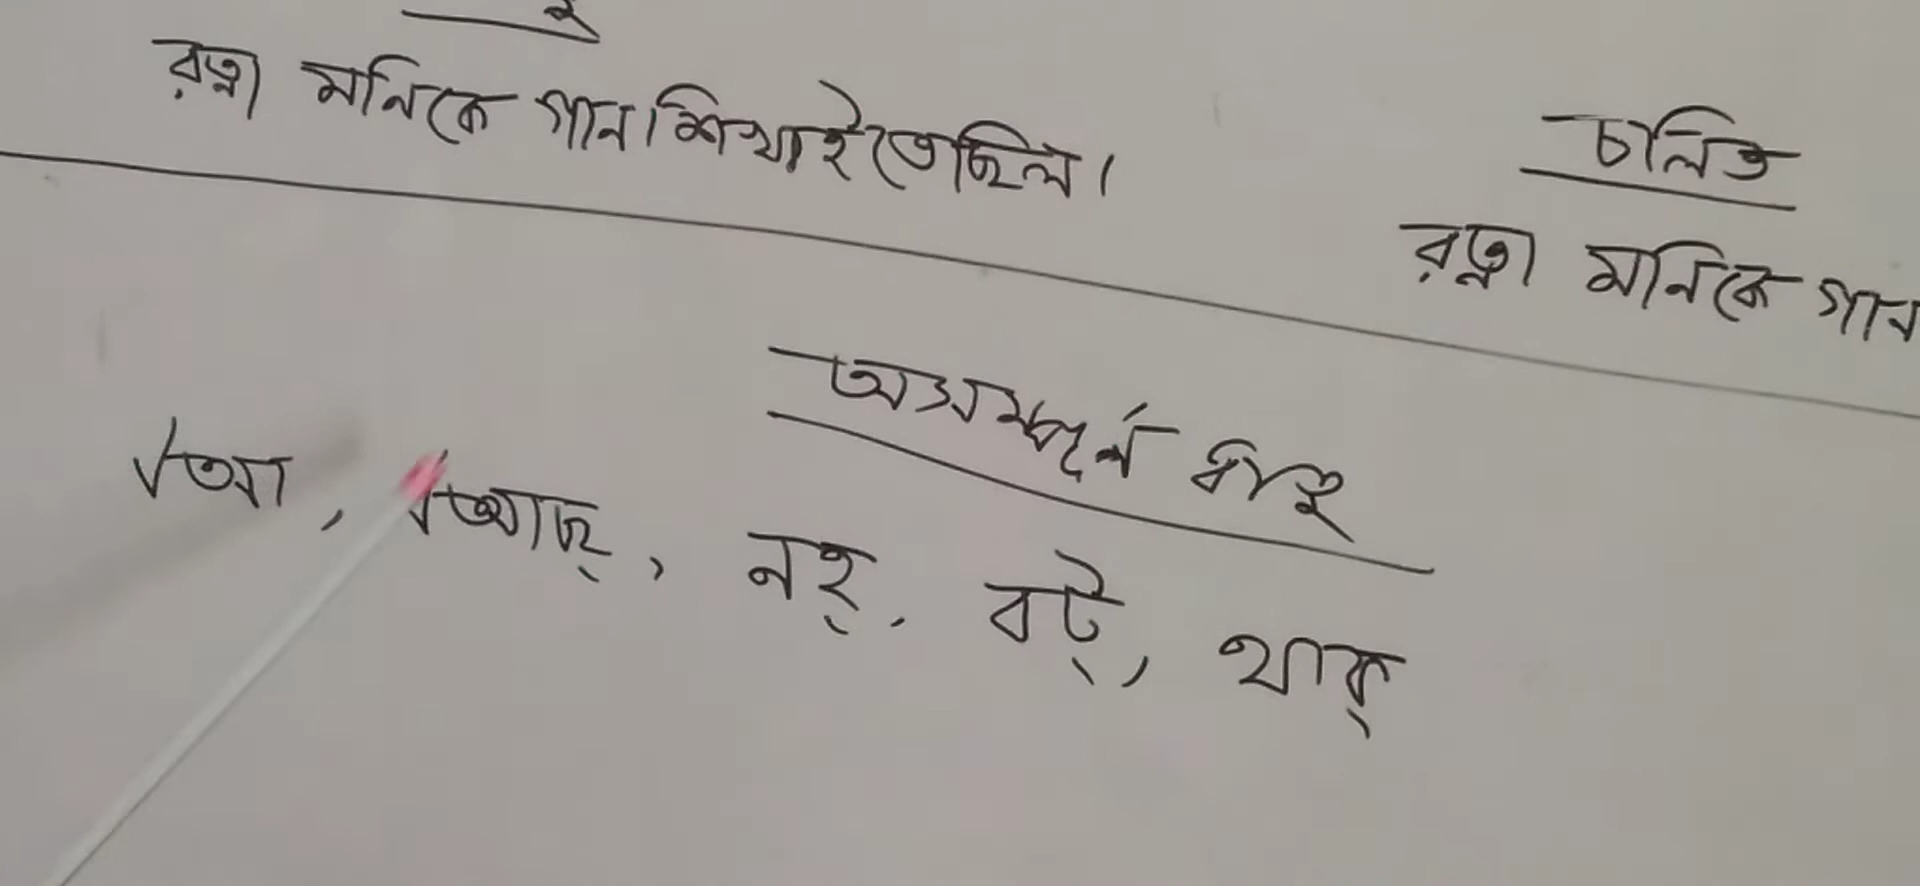 রত্না মনিকে গান শিখাইতেছিল।
চলিত
রত্না মনিকে গান
অসম্পূর্ণ ধাতু
√আ, √আছ্, নহ্, বট্, থাক্